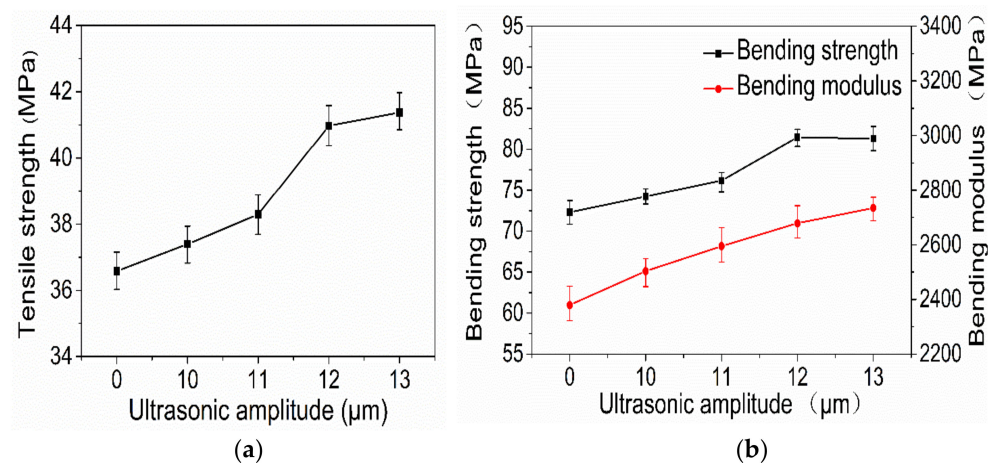 44
42
40
38
36
34
Tensile strength (MPa)
0 10 11 12 13
Ultrasonic amplitude (μm)
(a)
95
90
85
80
75
70
65
60
55
Bending strength （MPa）
Bending strength
Bending modulus
3400
3200
3000
2800
2600
2400
2200
Bending modulus （MPa）
0 10 11 12 13
Ultrasonic amplitude （μm）
(b)